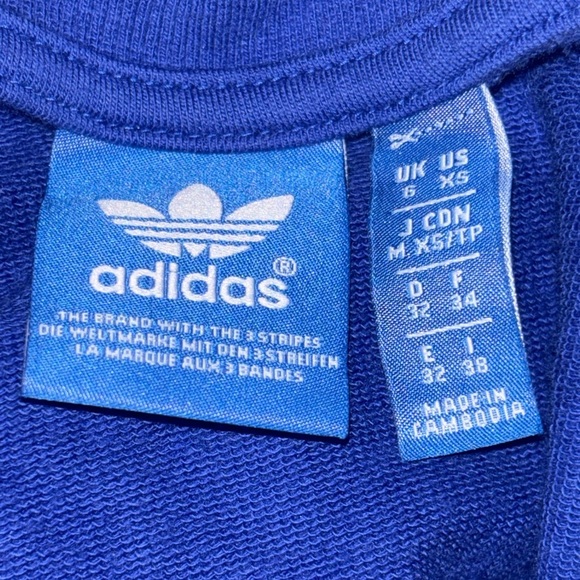 adidas®
THE BRAND WITH THE 3 STRIPES
DIE WELTMARKE MIT DEN 3 STREIFEN
LA MARQUE AUX 3 BANDES
UK US
6 XS
J CDN
M XS/TP
D F
32 34
E I
32 38
MADE IN
CAMBODIA